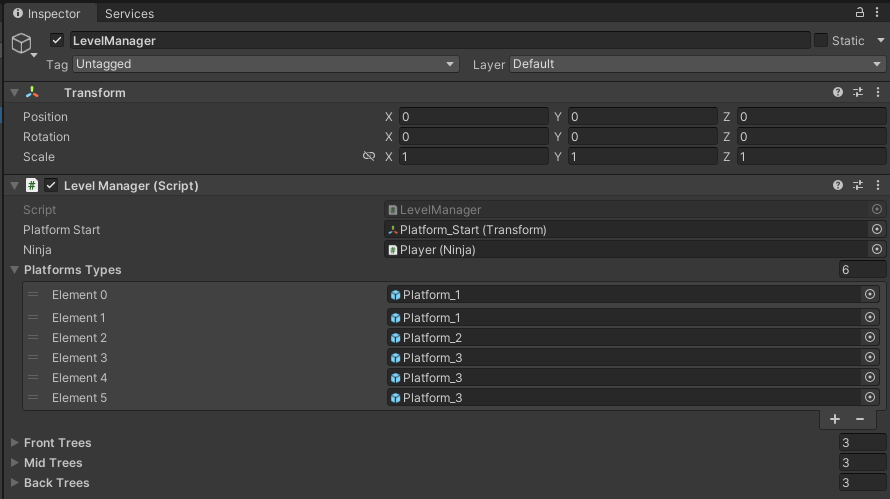 Inspector Services
LevelManager Static
Tag Untagged Layer Default
Transform
Position X 0 Y 0 Z 0
Rotation X 0 Y 0 Z 0
Scale X 1 Y 1 Z 1
# Level Manager (Script)
Script # LevelManager
Platform Start Platform_Start (Transform)
Ninja # Player (Ninja)
Platforms Types 6
Element 0 Platform_1
Element 1 Platform_1
Element 2 Platform_2
Element 3 Platform_3
Element 4 Platform_3
Element 5 Platform_3
+ −
Front Trees 3
Mid Trees 3
Back Trees 3